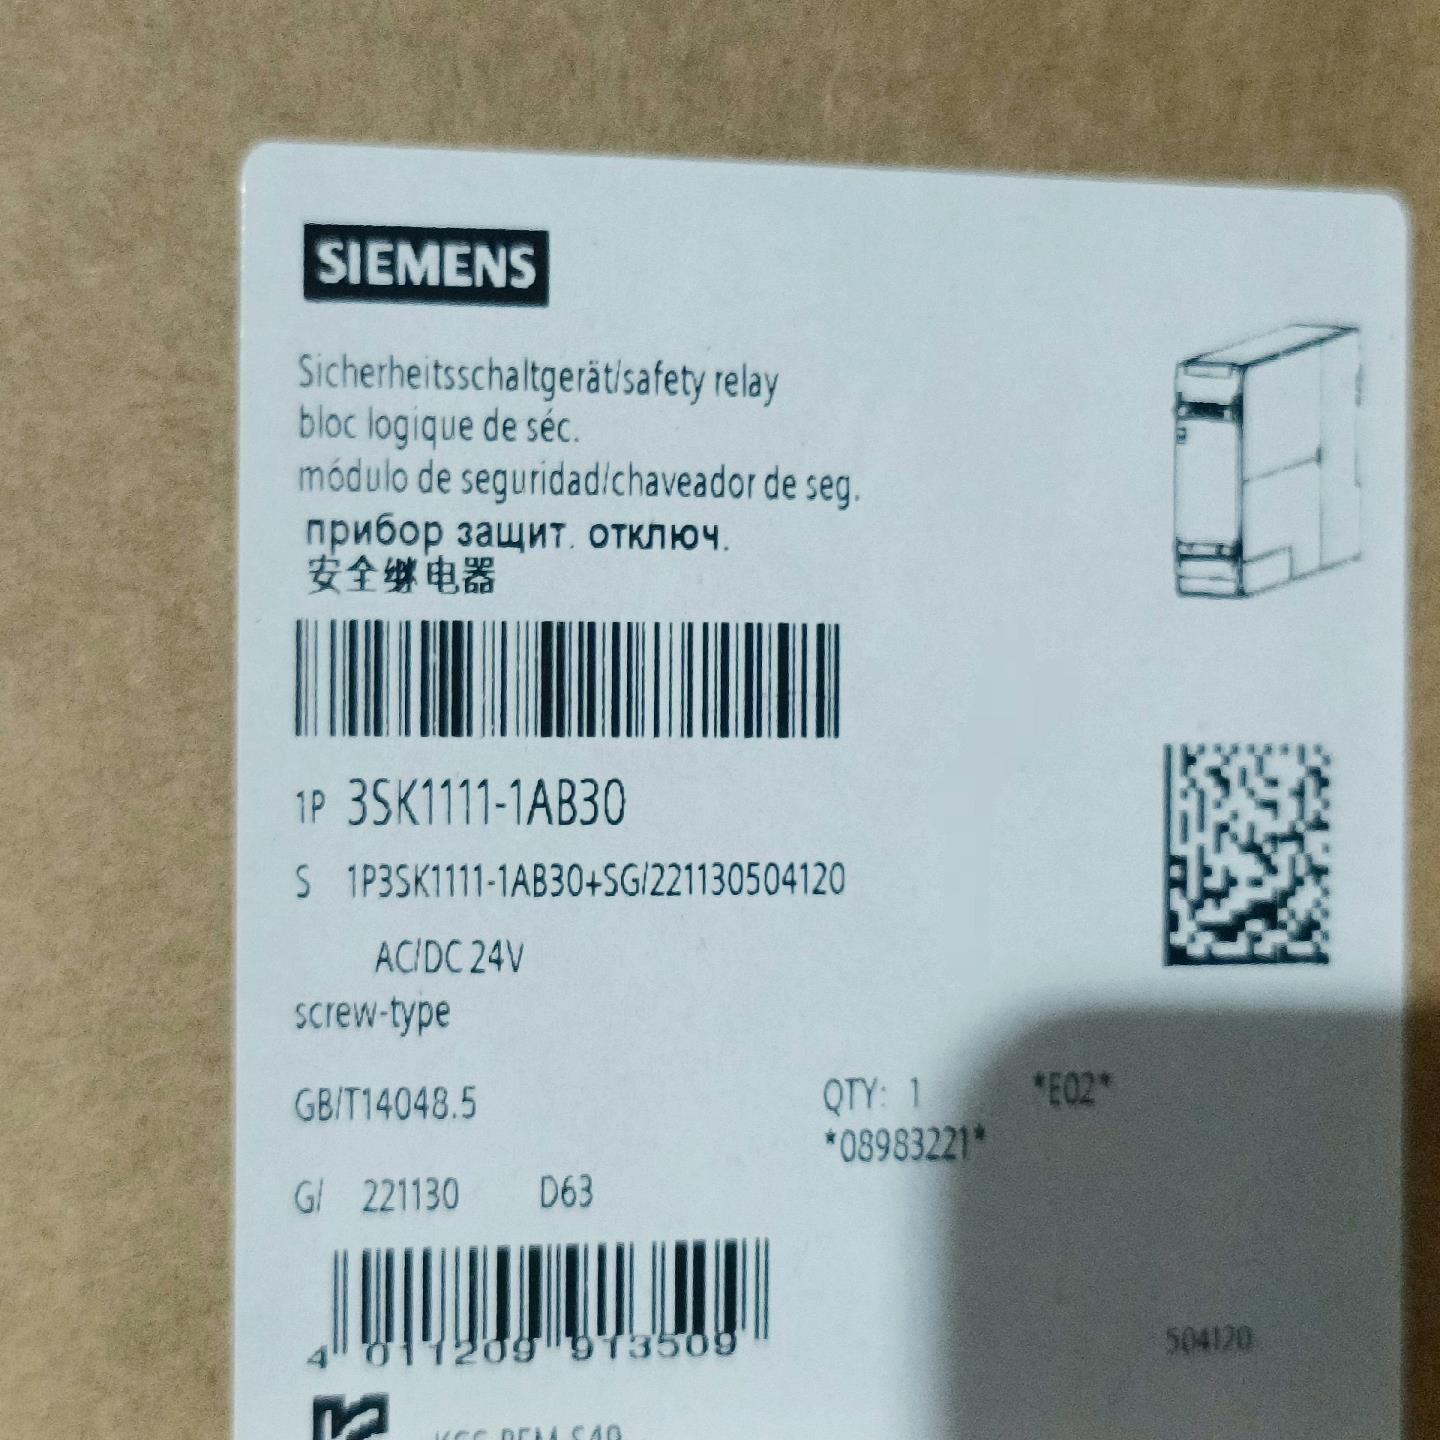 SIEMENS
Sicherheitsschaltgerät/safety relay
bloc logique de séc.
módulo de seguridad/chaveador de seg.
прибор защит. отключ.
安全继电器
1P 3SK1111-1AB30
S 1P3SK1111-1AB30+SG/221130504120
AC/DC 24V
screw-type
GB/T14048.5
QTY: 1 *E02*
*08983221*
G/ 221130 D63
4 011209 913509
504120